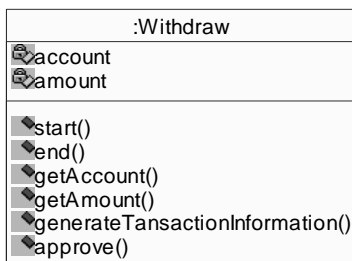 :Withdraw
account
amount
start()
end()
getAccount()
getAmount()
generateTansactionInformation()
approve()